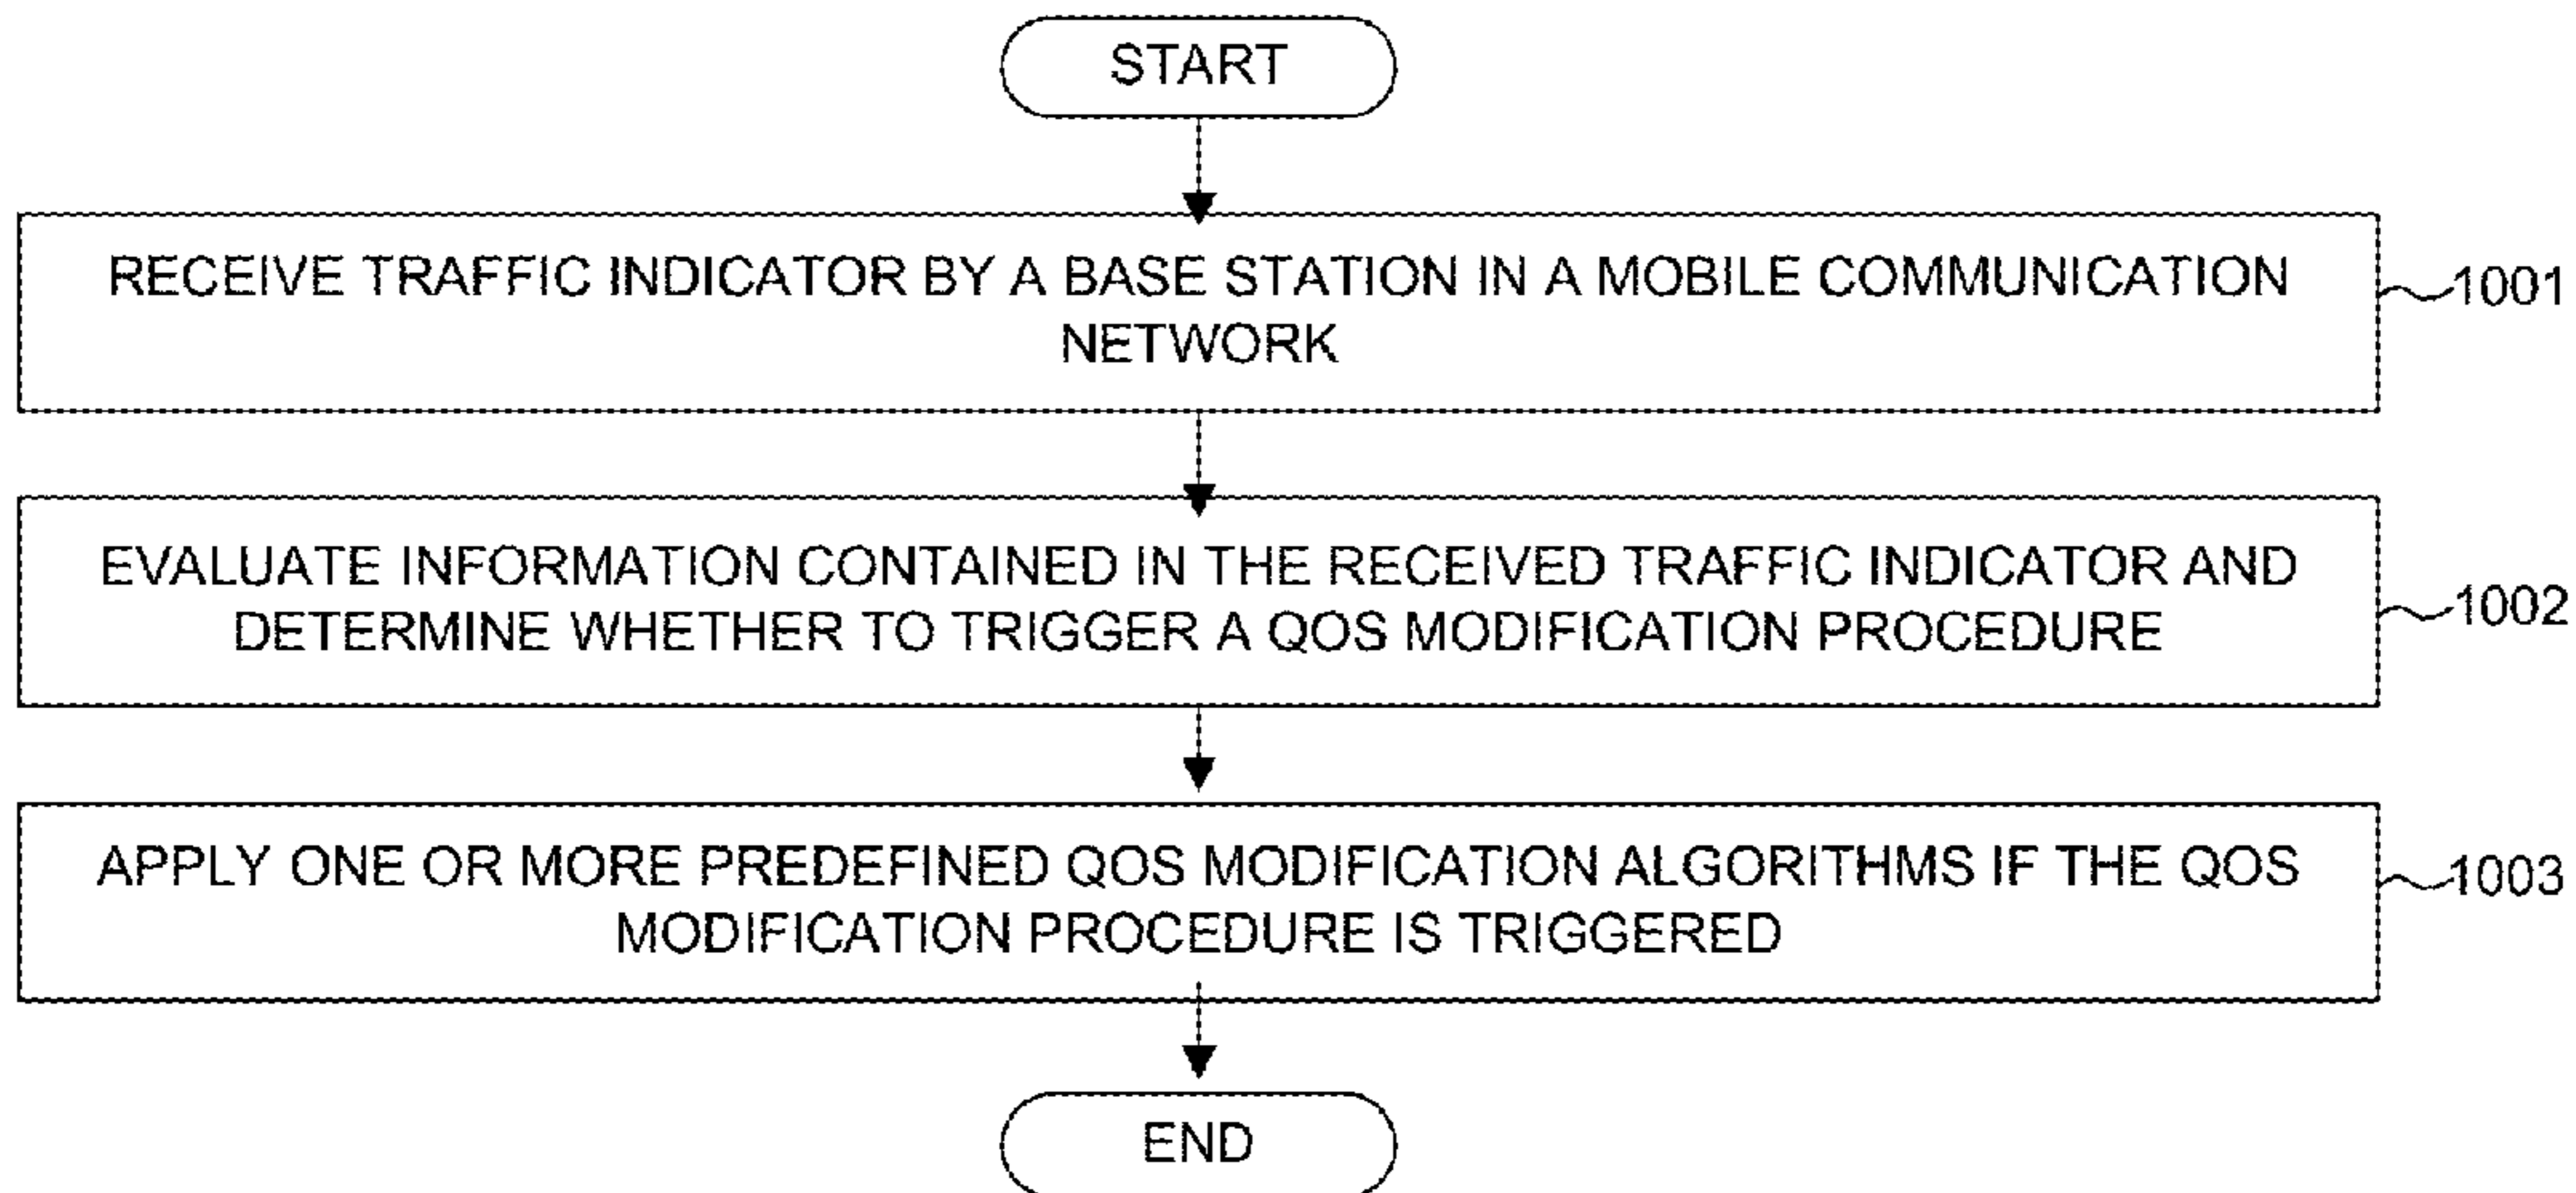 START
RECEIVE TRAFFIC INDICATOR BY A BASE STATION IN A MOBILE COMMUNICATION
NETWORK
1001
EVALUATE INFORMATION CONTAINED IN THE RECEIVED TRAFFIC INDICATOR AND
DETERMINE WHETHER TO TRIGGER A QOS MODIFICATION PROCEDURE
1002
APPLY ONE OR MORE PREDEFINED QOS MODIFICATION ALGORITHMS IF THE QOS
MODIFICATION PROCEDURE IS TRIGGERED
1003
END